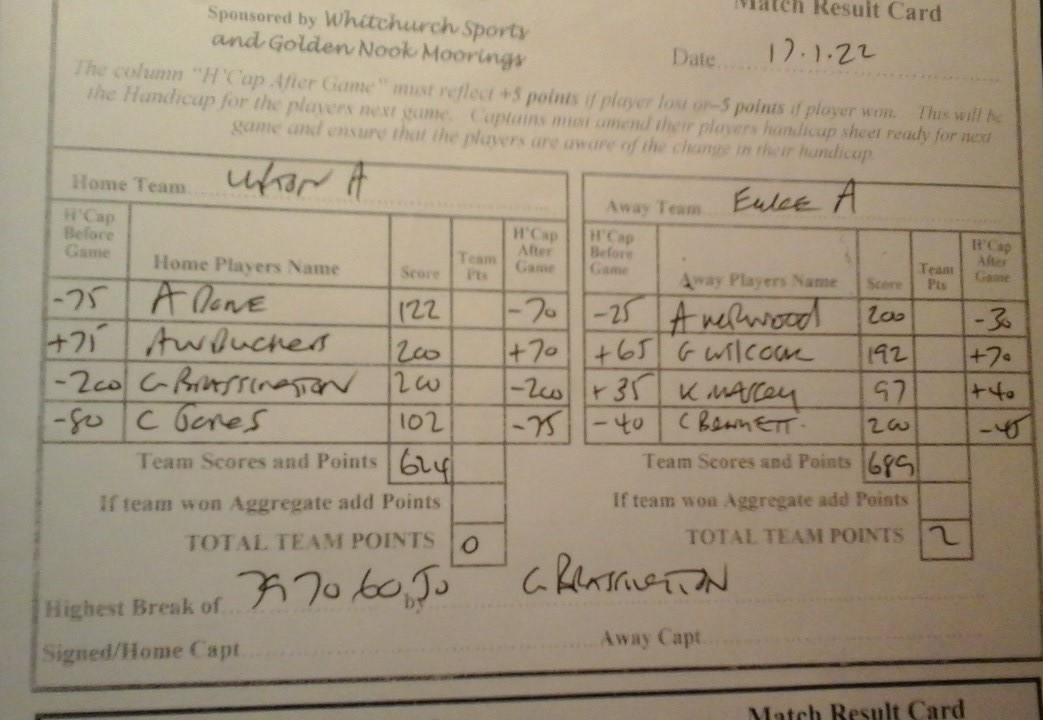 Match Result Card
Sponsored by Whitchurch Sports
and Golden Nook Moorings
Date 17.1.22
The column "H'Cap After Game" must reflect +5 points if player lost or –5 points if player won. This will be
the Handicap for the players next game. Captains must amend their players handicap sheet ready for next
game and ensure that the players are aware of the change in their handicap.
Home Team A
Away Team A
H'Cap Before Game Home Players Name Score Team Pts H'Cap After Game
H'Cap Before Game Away Players Name Score Team Pts H'Cap After Game
-75 A DONE 122 -70
-25 A 200 -30
+75 200 +70
+65 G WILCOCK 192 +70
-200 G BRASSINGTON 200 -200
+35 K MASSEY 97 +40
-80 C JONES 102 -75
-40 C BENNETT. 200 -45
Team Scores and Points 624
Team Scores and Points 689
If team won Aggregate add Points
If team won Aggregate add Points
TOTAL TEAM POINTS 0
TOTAL TEAM POINTS 2
Highest Break of 70 60 50 by G BRASSINGTON
Signed/Home Capt
Away Capt
Match Result Card